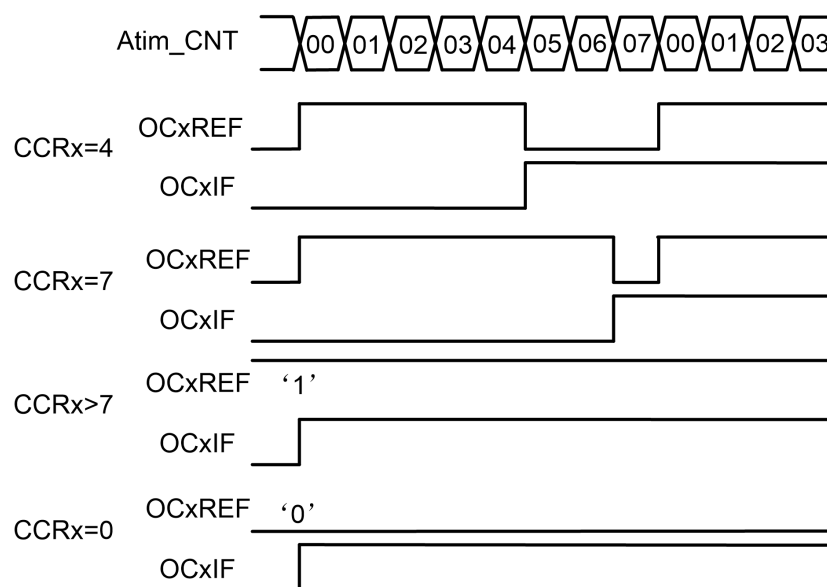 Atim_CNT 00 01 02 03 04 05 06 07 00 01 02 03
OCxREF
CCRx=4
OCxIF
OCxREF
CCRx=7
OCxIF
OCxREF ‘1’
CCRx>7
OCxIF
OCxREF ‘0’
CCRx=0
OCxIF